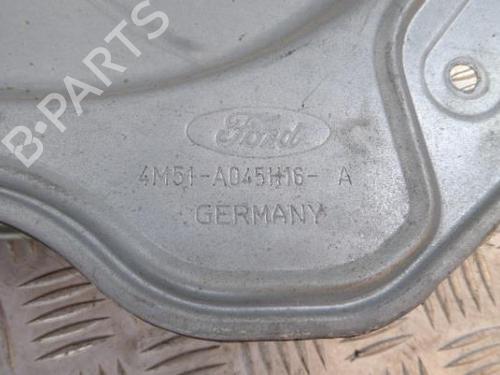 B-PARTS
Ford
4M51-A045H16- A
GERMANY